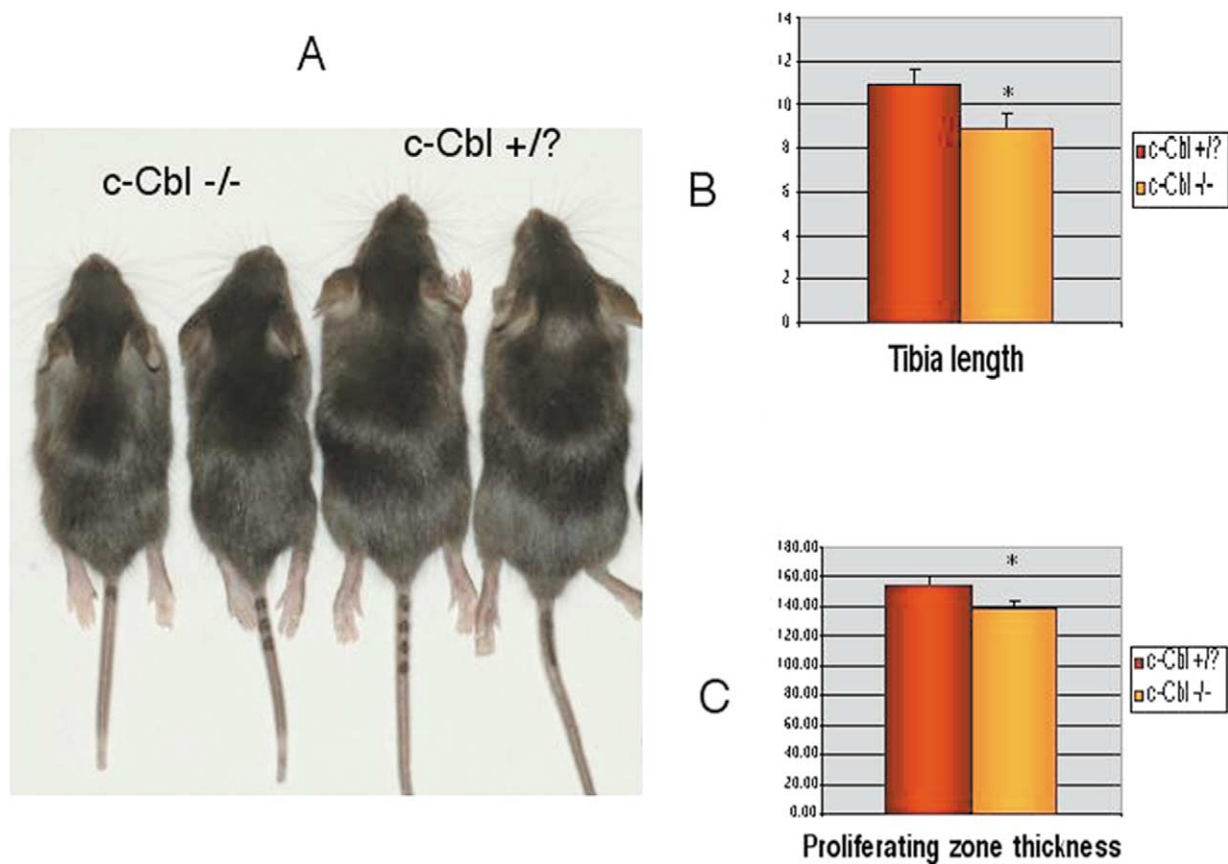 A
c-Cbl -/-
c-Cbl +/?
B
14
12
10
8
6
4
2
0
*
c-Cbl +/?
c-Cbl -/-
Tibia length
C
180.00
160.00
140.00
120.00
100.00
80.00
60.00
40.00
20.00
0.00
*
c-Cbl +/?
c-Cbl -/-
Proliferating zone thickness